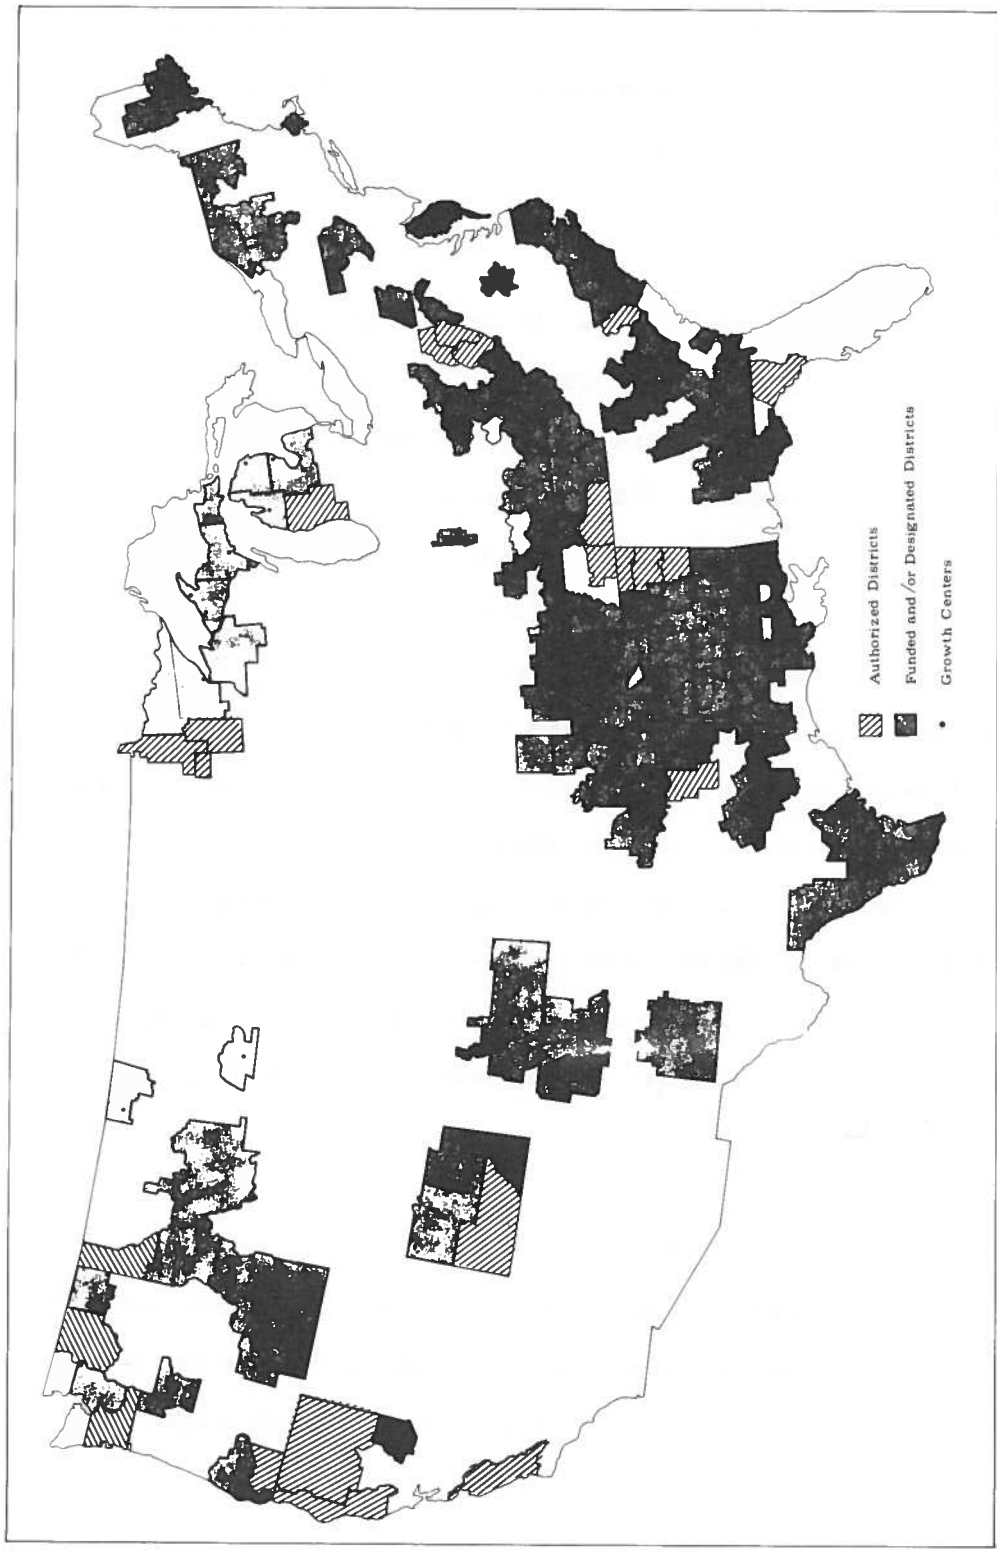 Authorized Districts
Funded and/or Designated Districts
Growth Centers